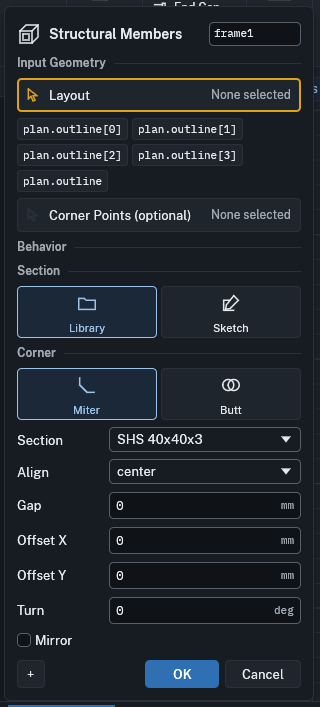 Structural Members frame1
Input Geometry
Layout None selected
plan.outline[0] plan.outline[1]
plan.outline[2] plan.outline[3]
plan.outline
Corner Points (optional) None selected
Behavior
Section
Library Sketch
Corner
Miter Butt
Section SHS 40x40x3
Align center
Gap 0 mm
Offset X 0 mm
Offset Y 0 mm
Turn 0 deg
Mirror
+ OK Cancel